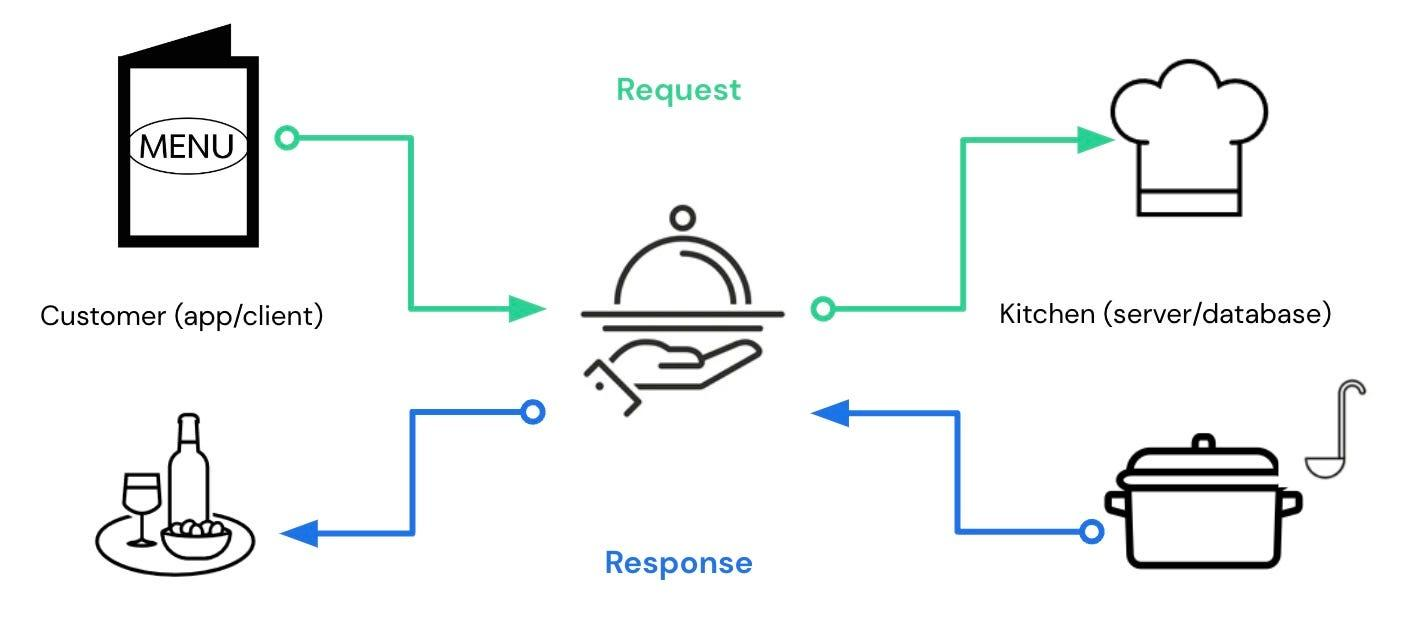 Request
MENU
Customer (app/client)
Kitchen (server/database)
Response